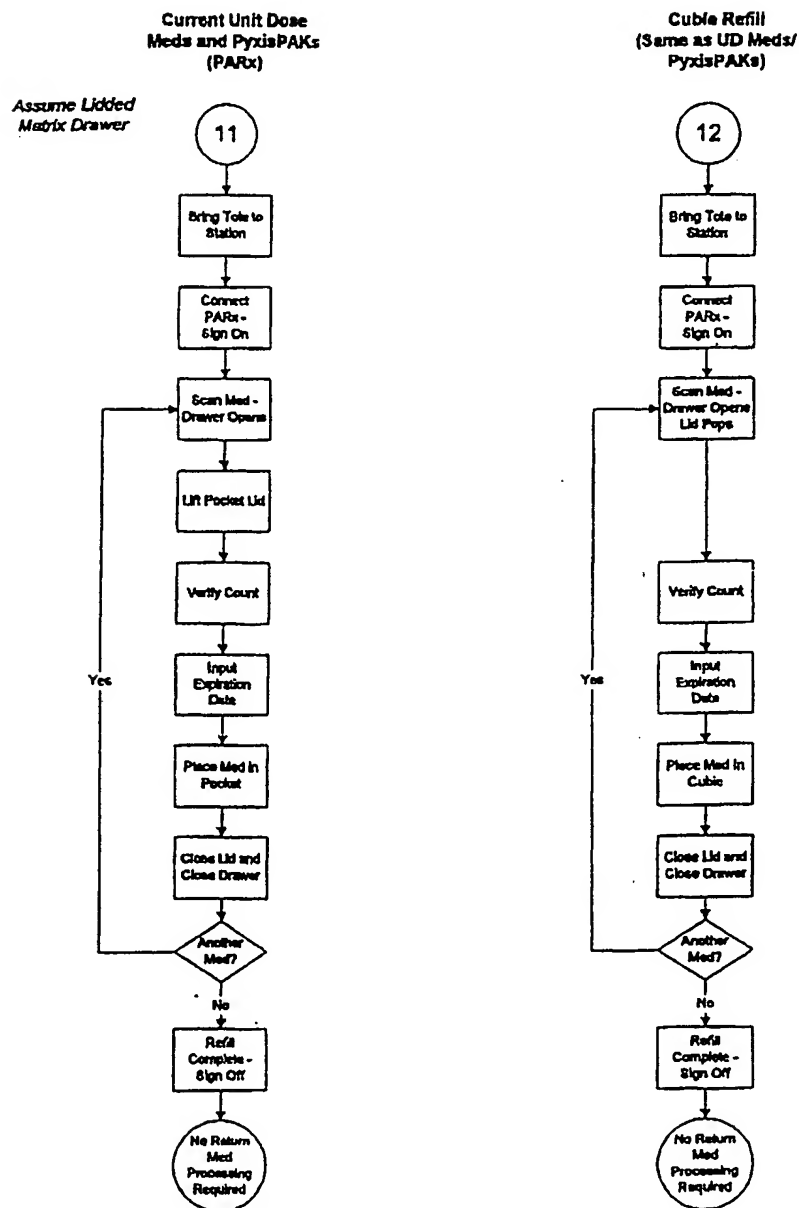 Current Unit Dose
Meds and PyxisPAKs
(PARx)
Assume Lidded
Matrix Drawer
11
Bring Tote to
Station
Connect
PARx -
Sign On
Scan Med -
Drawer Opens
Lift Pocket Lid
Verify Count
Input
Expiration
Date
Place Med in
Pocket
Close Lid and
Close Drawer
Another
Med?
Yes
No
Refill
Complete -
Sign Off
No Return
Med
Processing
Required
Cubie Refill
(Same as UD Meds/
PyxisPAKs)
12
Bring Tote to
Station
Connect
PARx -
Sign On
Scan Med -
Drawer Opens
Lid Pops
Verify Count
Input
Expiration
Date
Place Med in
Cubie
Close Lid and
Close Drawer
Another
Med?
Yes
No
Refill
Complete -
Sign Off
No Return
Med
Processing
Required